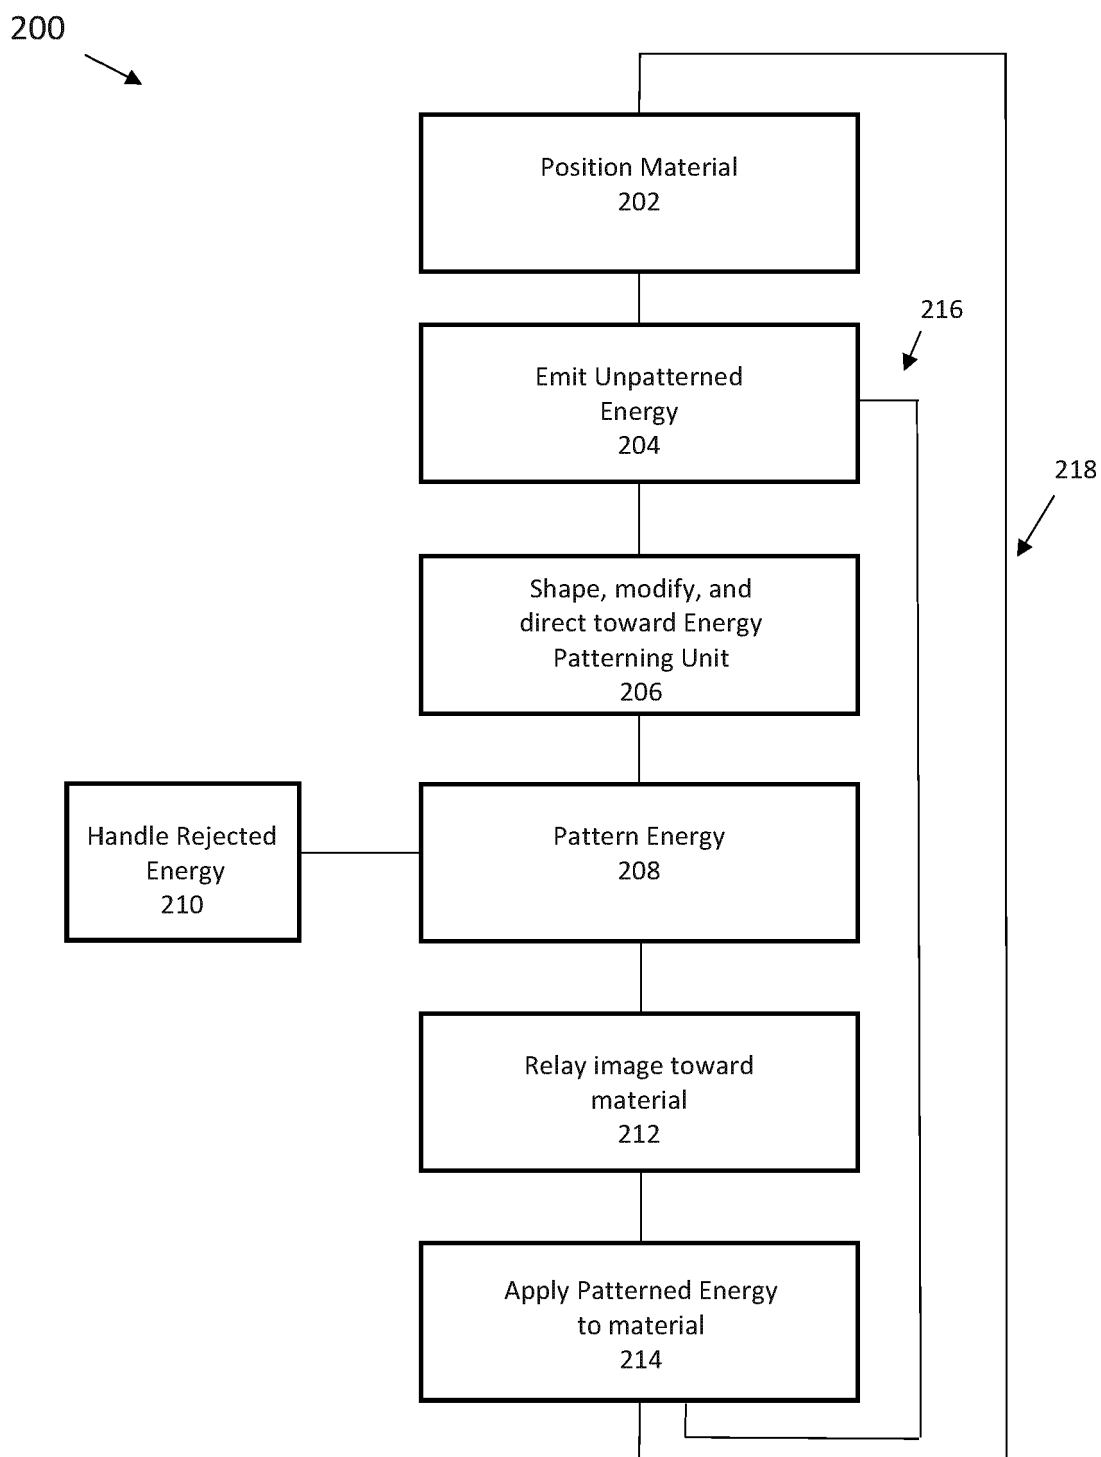 200
Position Material
202
216
Emit Unpatterned
Energy
204
218
Shape, modify, and
direct toward Energy
Patterning Unit
206
Handle Rejected
Energy
210
Pattern Energy
208
Relay image toward
material
212
Apply Patterned Energy
to material
214